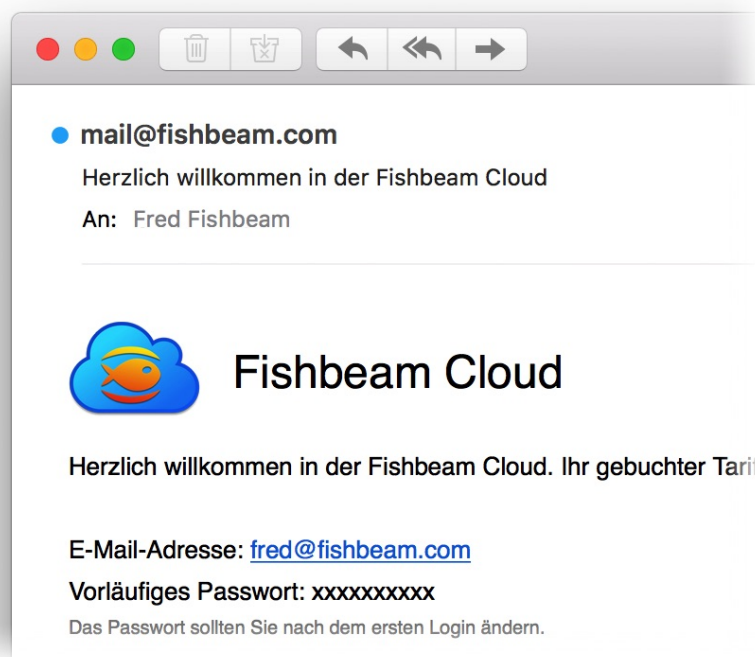 mail@fishbeam.com
Herzlich willkommen in der Fishbeam Cloud
An: Fred Fishbeam
Fishbeam Cloud
Herzlich willkommen in der Fishbeam Cloud. Ihr gebuchter
E-Mail-Adresse: fred@fishbeam.com
Vorläufiges Passwort: xxxxxxxxxx
Das Passwort sollten Sie nach dem ersten Login ändern.